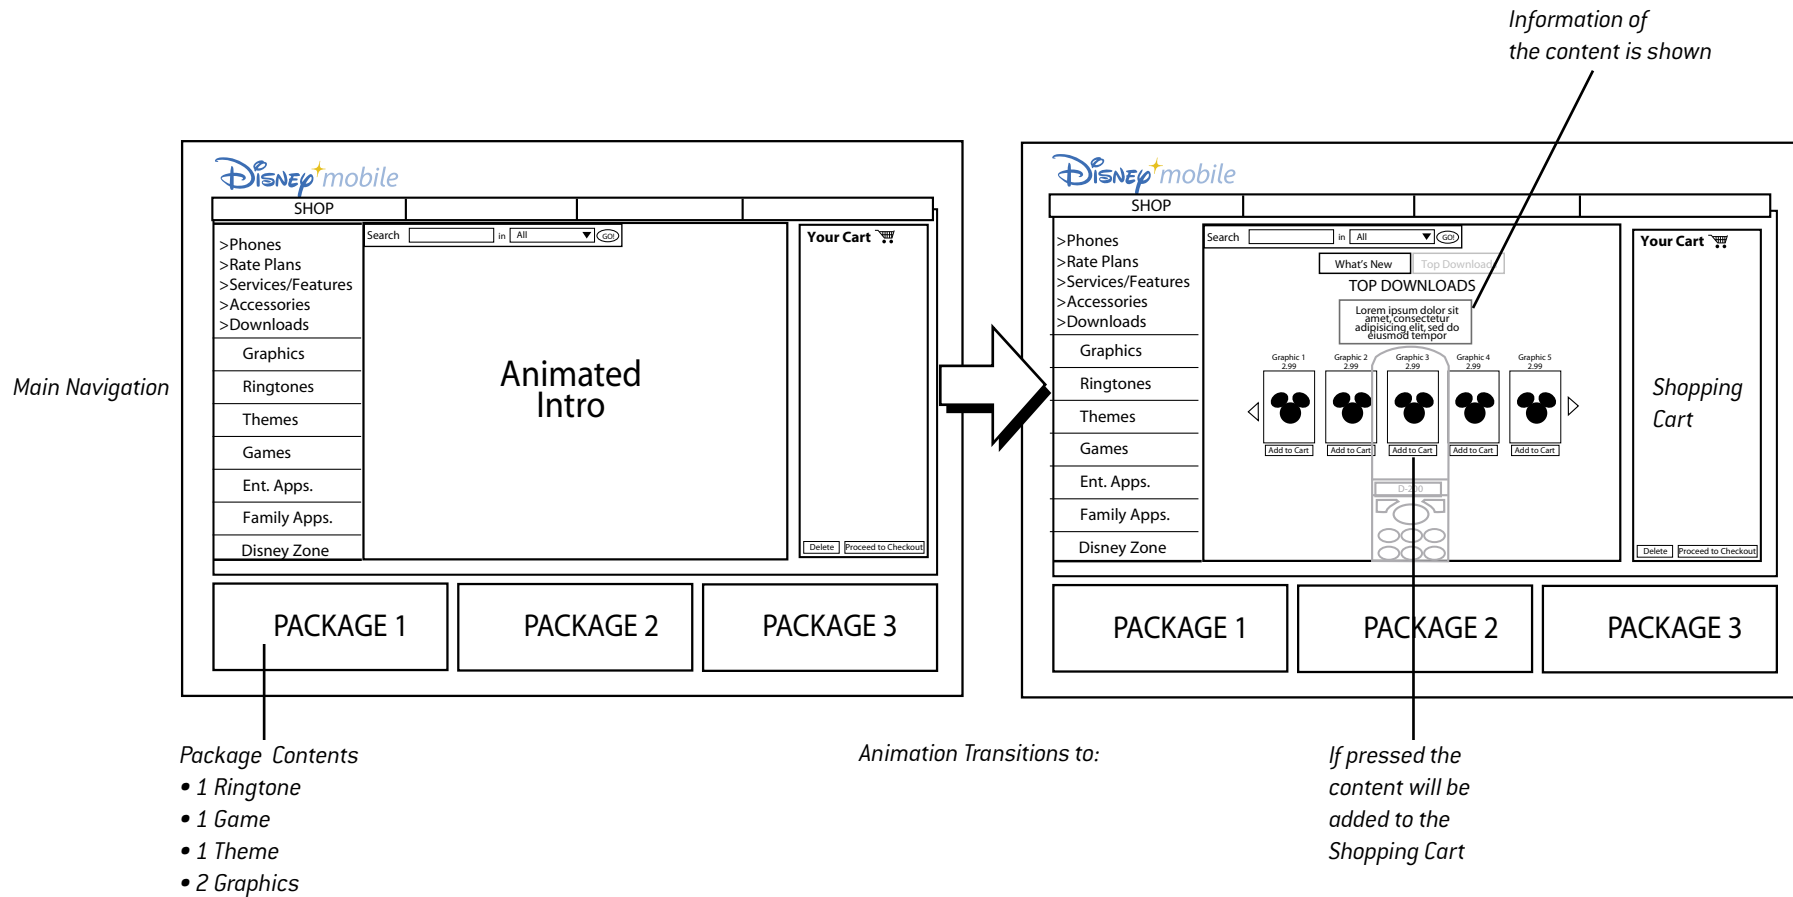 Information of
the content is shown
Disney mobile
SHOP
Search in All GO!
>Phones
>Rate Plans
>Services/Features
>Accessories
>Downloads
Graphics
Ringtones
Themes
Games
Ent. Apps.
Family Apps.
Disney Zone
Main Navigation
Animated
Intro
Your Cart
Delete Proceed to Checkout
PACKAGE 1 PACKAGE 2 PACKAGE 3
Package Contents
• 1 Ringtone
• 1 Game
• 1 Theme
• 2 Graphics
Animation Transitions to:
Disney mobile
SHOP
Search in All GO!
>Phones
>Rate Plans
>Services/Features
>Accessories
>Downloads
Graphics
Ringtones
Themes
Games
Ent. Apps.
Family Apps.
Disney Zone
What's New Top Downloads
TOP DOWNLOADS
Lorem ipsum dolor sit
amet, consectetur
adipisicing elit, sed do
eiusmod tempor
Graphic 1 Graphic 2 Graphic 3 Graphic 4 Graphic 5
2.99 2.99 2.99 2.99 2.99
Add to Cart Add to Cart Add to Cart Add to Cart Add to Cart
D-200
Your Cart
Shopping
Cart
Delete Proceed to Checkout
PACKAGE 1 PACKAGE 2 PACKAGE 3
If pressed the
content will be
added to the
Shopping Cart